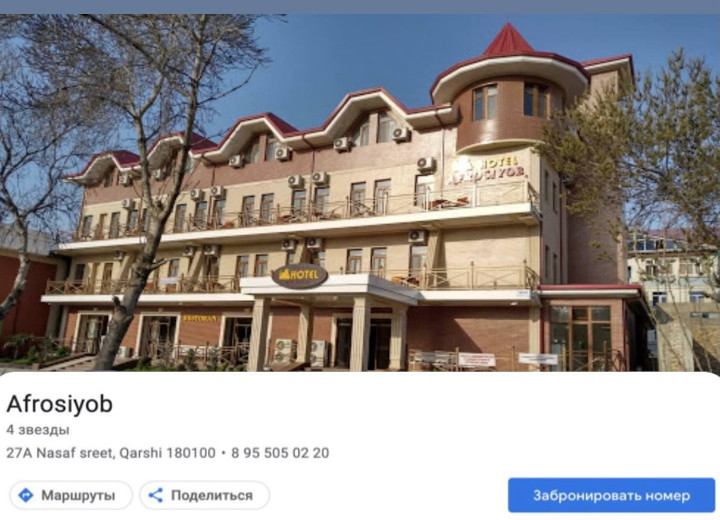 HOTEL
AFROSIYOB
HOTEL
RESTORAN
Afrosiyob
4 звезды
27A Nasaf sreet, Qarshi 180100 • 8 95 505 02 20
Маршруты
Поделиться
Забронировать номер